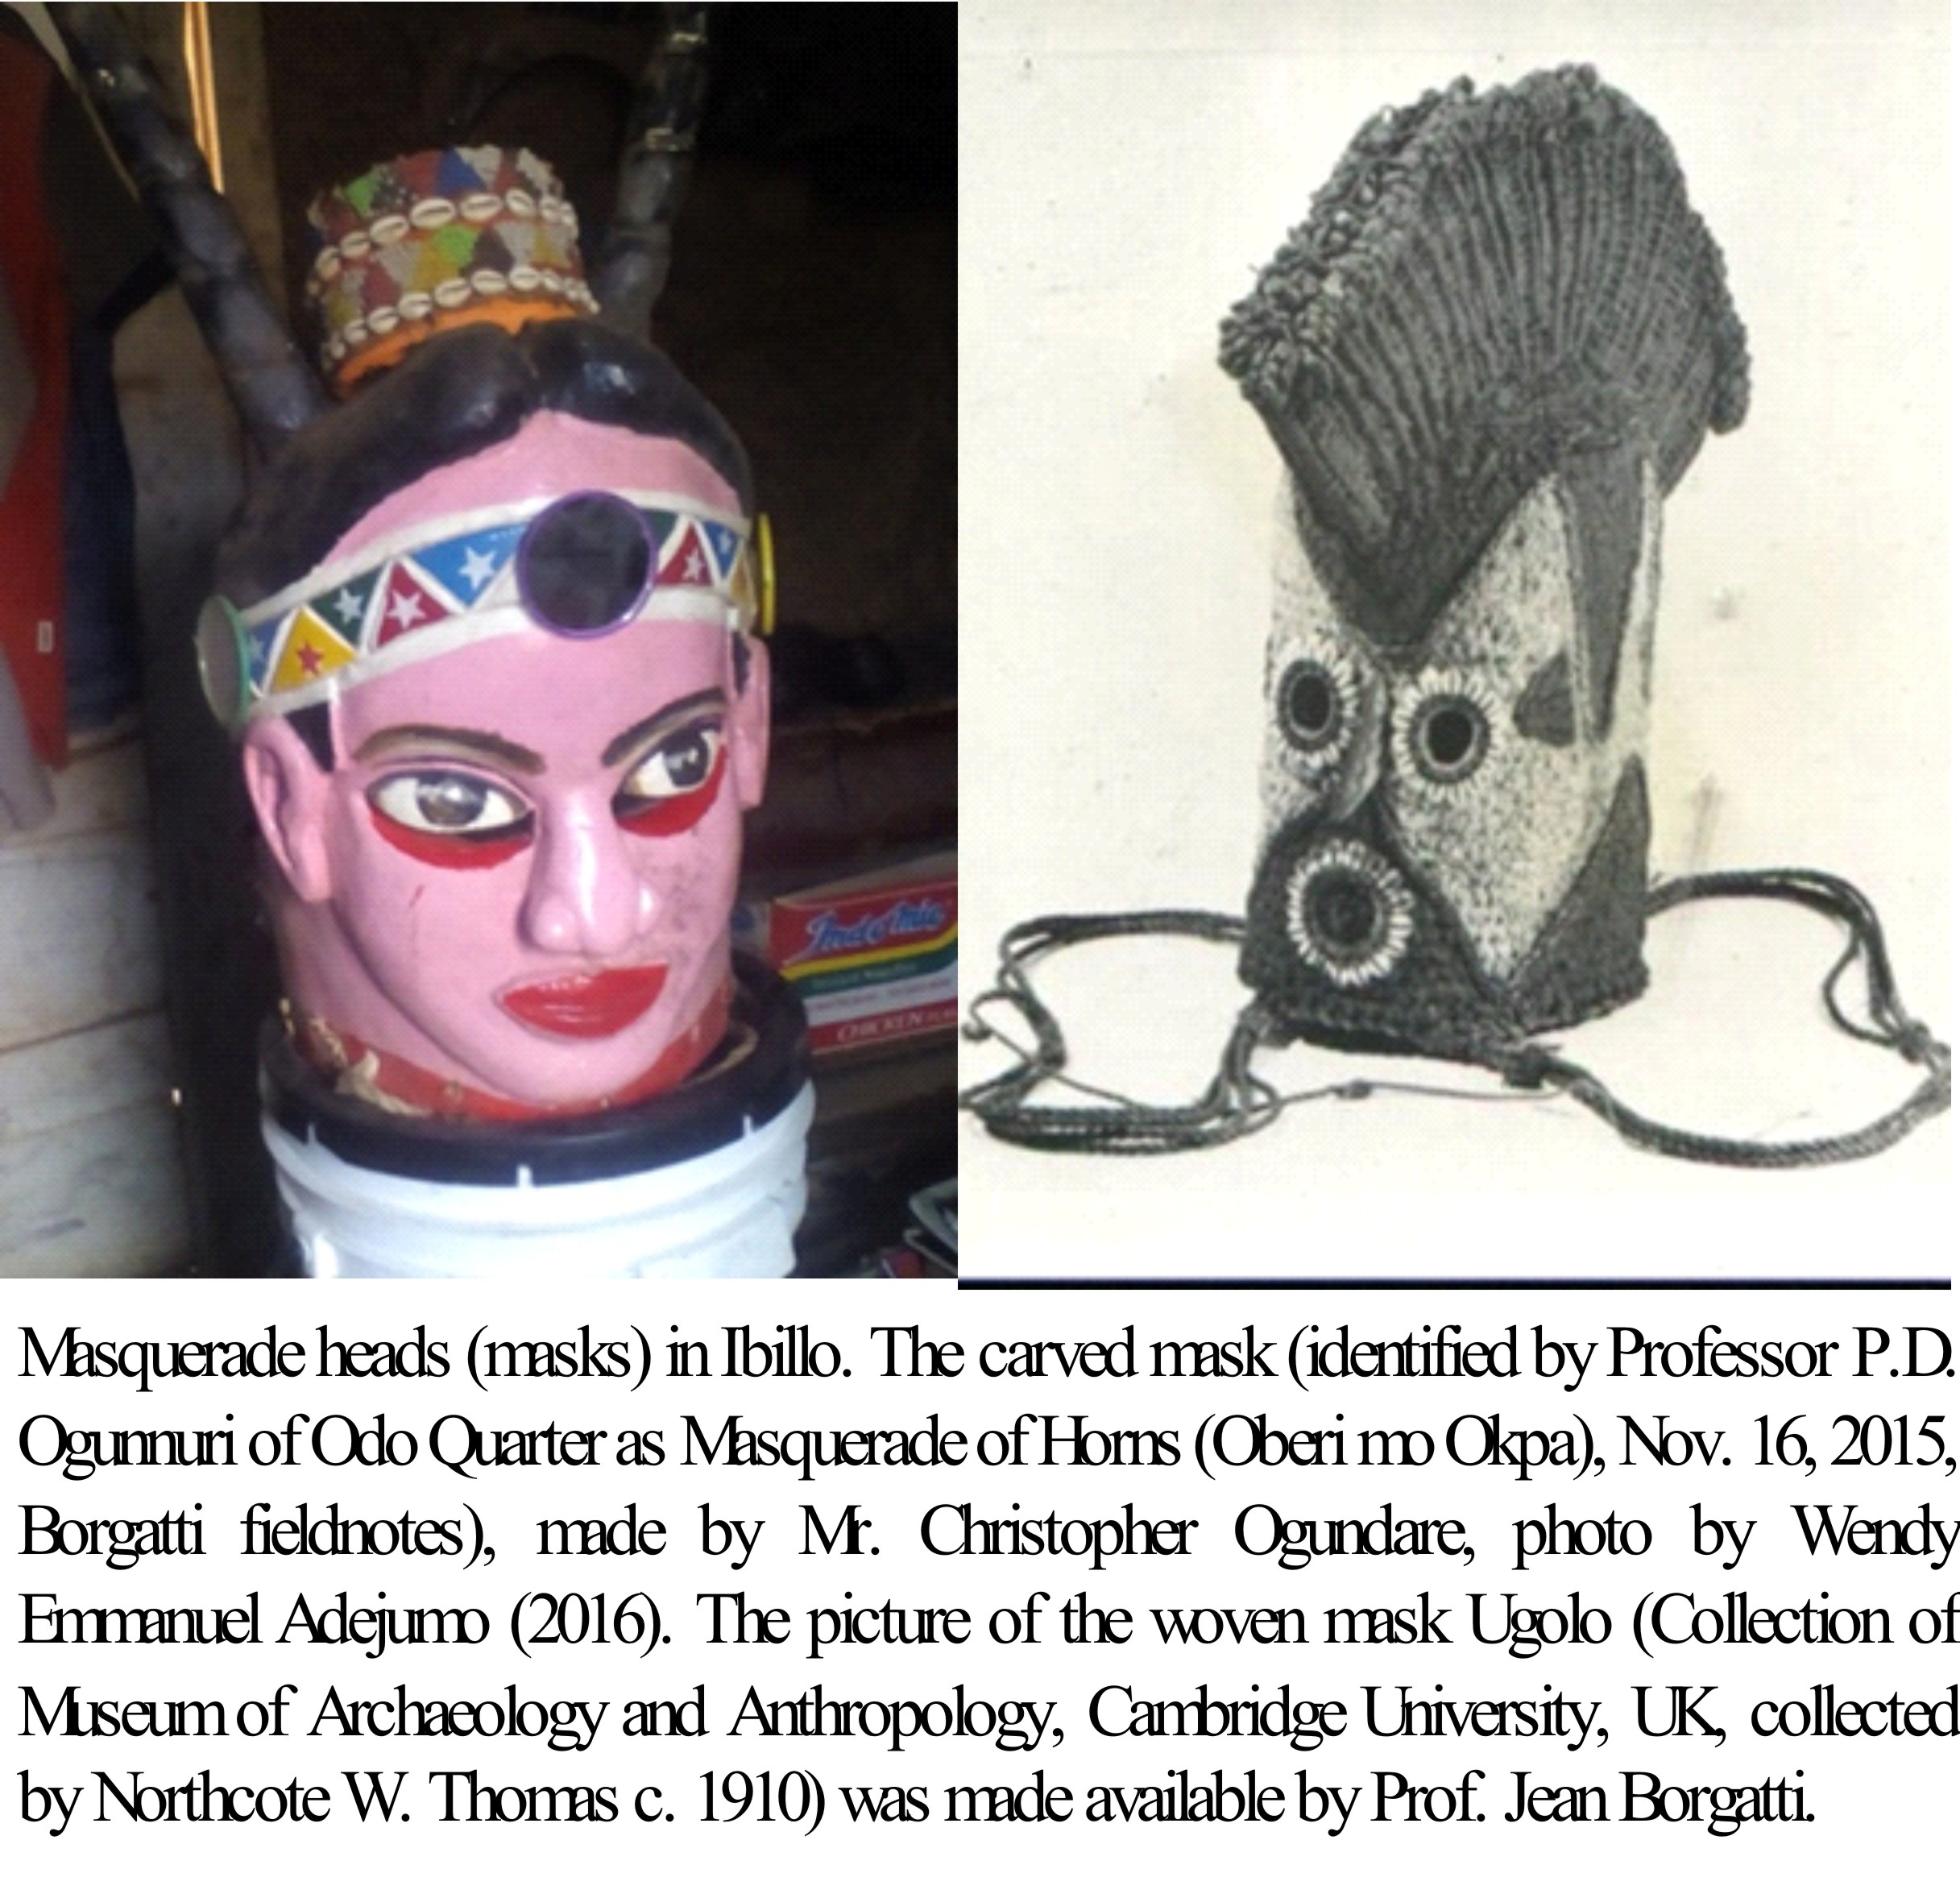 Indomie
CHICKEN
Masquerade heads (masks) in Ibillo. The carved mask (identified by Professor P.D.
Ogunnuri of Odo Quarter as Masquerade of Horns (Oberi mo Okpa), Nov. 16, 2015,
Borgatti fieldnotes), made by Mr. Christopher Ogundare, photo by Wendy
Emmanuel Adejumo (2016). The picture of the woven mask Ugolo (Collection of
Museum of Archaeology and Anthropology, Cambridge University, UK, collected
by Northcote W. Thomas c. 1910) was made available by Prof. Jean Borgatti.